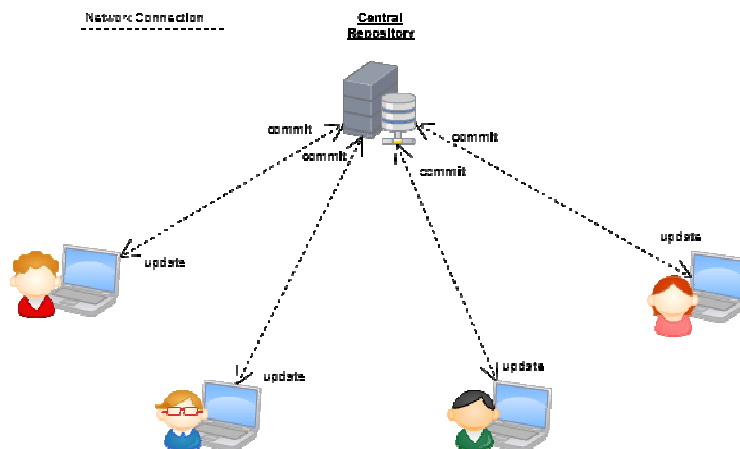 Network Connection
Central
Repository
commit
commit
commit
commit
update
update
update
update